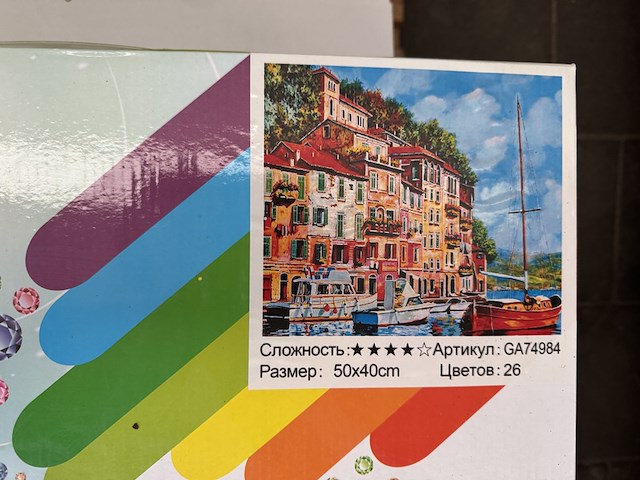 Сложность:★★★★☆ Артикул: GA74984
Размер: 50x40cm Цветов: 26